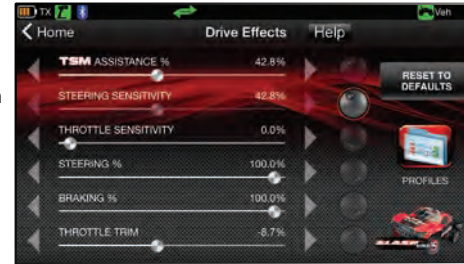 TX Veh
Home Drive Effects Help
TSM ASSISTANCE % 42.8%
STEERING SENSITIVITY 42.8%
RESET TO
DEFAULTS
THROTTLE SENSITIVITY 0.0%
STEERING % 100.0%
PROFILES
BRAKING % 100.0%
THROTTLE TRIM -8.7%
SLASH